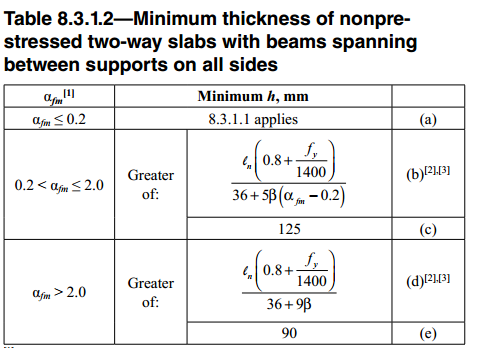 Table 8.3.1.2—Minimum thickness of nonpre-
stressed two-way slabs with beams spanning
between supports on all sides
αfm[1] Minimum h, mm
αfm ≤ 0.2 8.3.1.1 applies (a)
0.2 < αfm ≤ 2.0 Greater of: ℓn(0.8 + fy/1400) / (36 + 5β(αfm − 0.2)) (b)[2],[3]
125 (c)
αfm > 2.0 Greater of: ℓn(0.8 + fy/1400) / (36 + 9β) (d)[2],[3]
90 (e)